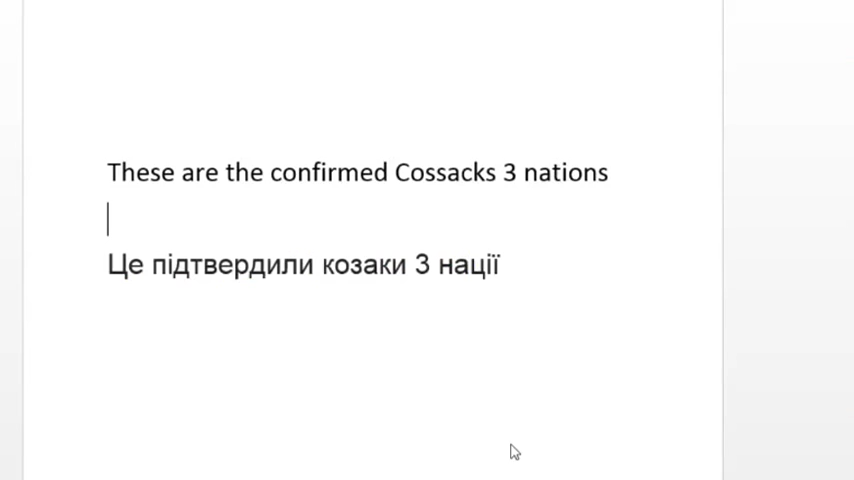 These are the confirmed Cossacks 3 nations
Це підтвердили козаки 3 нації